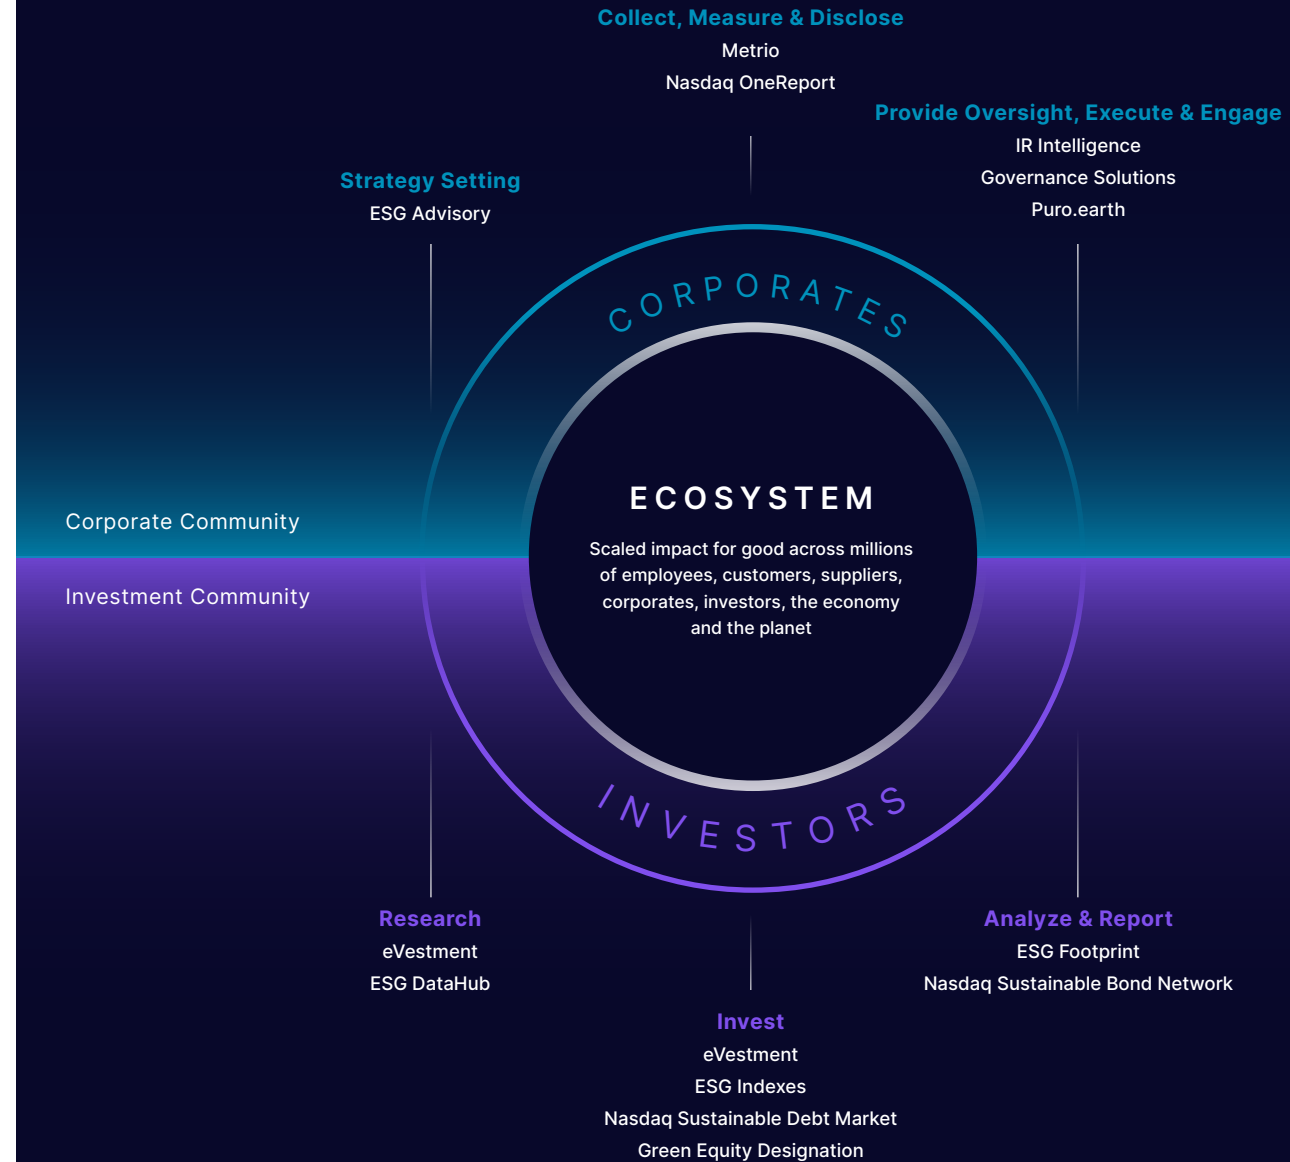 Collect, Measure & Disclose
Metrio
Nasdaq OneReport
Provide Oversight, Execute & Engage
IR Intelligence
Governance Solutions
Puro.earth
Strategy Setting
ESG Advisory
CORPORATES
ECOSYSTEM
Scaled impact for good across millions
of employees, customers, suppliers,
corporates, investors, the economy
and the planet
Corporate Community
Investment Community
INVESTORS
Research
eVestment
ESG DataHub
Analyze & Report
ESG Footprint
Nasdaq Sustainable Bond Network
Invest
eVestment
ESG Indexes
Nasdaq Sustainable Debt Market
Green Equity Designation